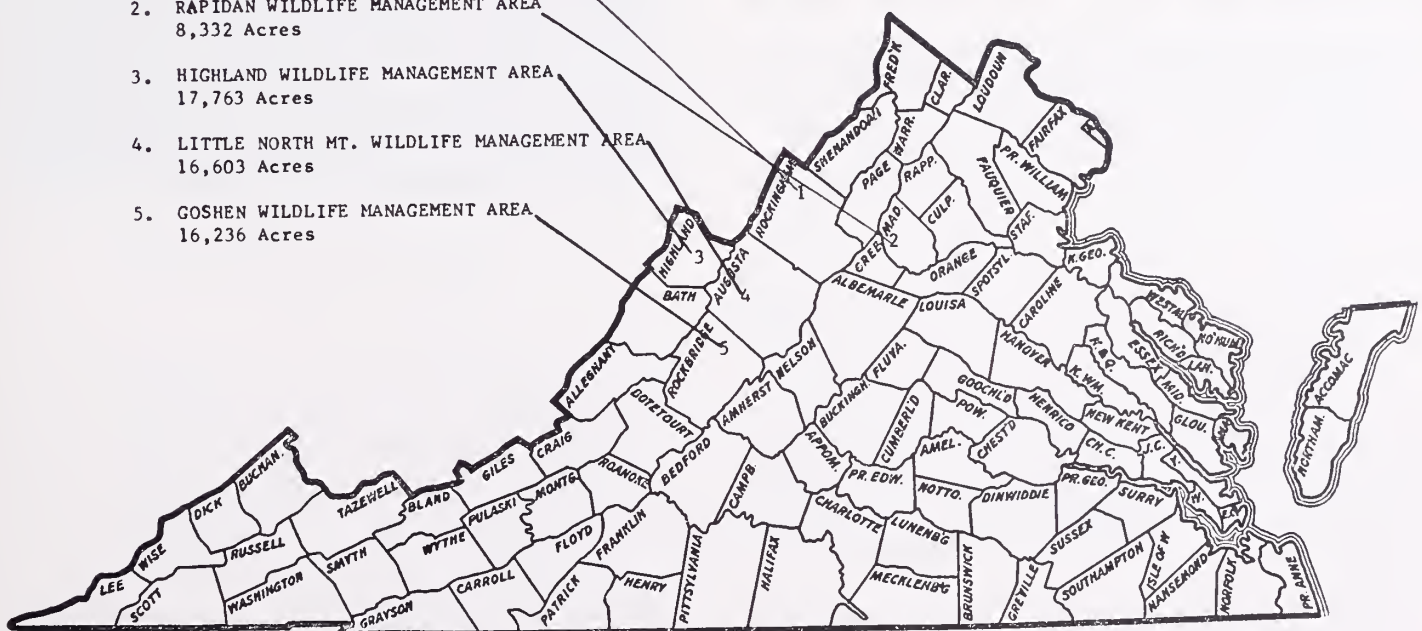 2. RAPIDAN WILDLIFE MANAGEMENT AREA
8,332 Acres
3. HIGHLAND WILDLIFE MANAGEMENT AREA
17,763 Acres
4. LITTLE NORTH MT. WILDLIFE MANAGEMENT AREA
16,603 Acres
5. GOSHEN WILDLIFE MANAGEMENT AREA
16,236 Acres
FRED'K
CLAR.
LOUDOUN
SHENANDOAH
WARR.
FAIRFAX
PAGE
RAPP.
FAUQUIER
PR. WILLIAM
ROCKINGHAM
1
MAD
CULP.
STAF.
2
HIGHLAND
3
AUGUSTA
GREE
ORANGE
SPOTSYL
K.GEO.
BATH
4
ALBEMARLE
LOUISA
CAROLINE
WESTM.
ROCKBRIDGE
5
NELSON
FLUVA.
HANOVER
K.&Q.
ESSEX
RICH'D
NO'HUM
LAN.
ACCOMAC
ALLEGHANY
K.WM.
MID.
BOTETOURT
AMHERST
BUCKINGH.
GOOCHL'D
HENRICO
NEW KENT
GLOU.
MA.
NORTHAM.
CRAIG
BEDFORD
APPOM.
CUMBERL'D
POW.
CHEST'D
CH.C.
J.C.
Y.
GILES
ROANOKE
CAMPB
PR.EDW.
AMEL.
PR.GEO.
SURRY
W.
E.C.
BUCHAN.
TAZEWELL
BLAND
PULASKI
MONTG.
CHARLOTTE
NOTTO.
DINWIDDIE
DICK
WISE
RUSSELL
SMYTH
WYTHE
FLOYD
FRANKLIN
PITTSYLVANIA
HALIFAX
LUNENBG
SUSSEX
ISLE OF W
LEE
SCOTT
WASHINGTON
GRAYSON
CARROLL
PATRICK
HENRY
MECKLENBG
BRUNSWICK
GREVILLE
SOUTHAMPTON
NANSEMOND
NORFOLK
PR.ANNE